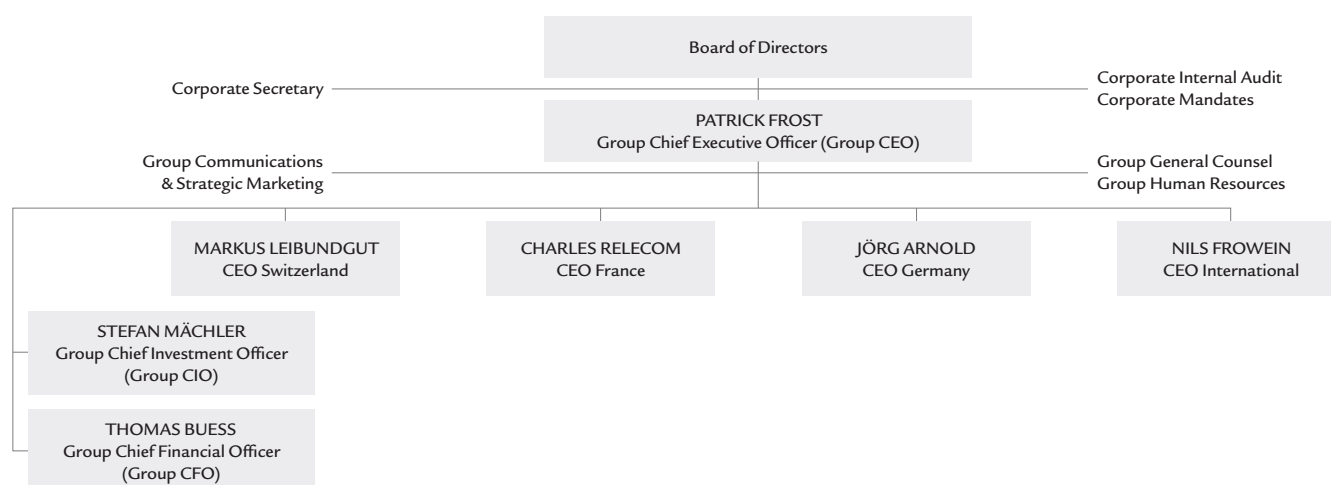 Board of Directors
Corporate Secretary
Corporate Internal Audit
Corporate Mandates
PATRICK FROST
Group Chief Executive Officer (Group CEO)
Group Communications
& Strategic Marketing
Group General Counsel
Group Human Resources
MARKUS LEIBUNDGUT
CEO Switzerland
CHARLES RELECOM
CEO France
JÖRG ARNOLD
CEO Germany
NILS FROWEIN
CEO International
STEFAN MÄCHLER
Group Chief Investment Officer
(Group CIO)
THOMAS BUESS
Group Chief Financial Officer
(Group CFO)